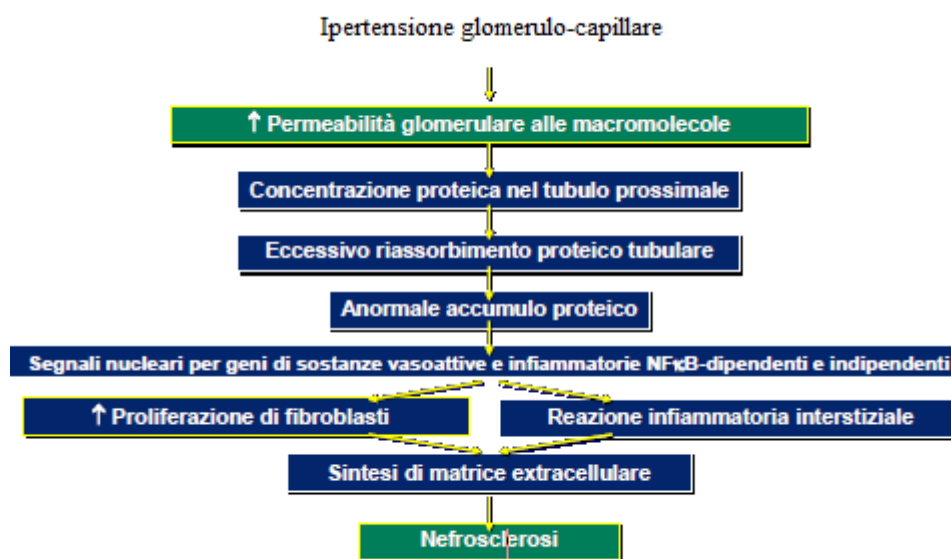 Ipertensione glomerulo-capillare
↑ Permeabilità glomerulare alle macromolecole
Concentrazione proteica nel tubulo prossimale
Eccessivo riassorbimento proteico tubulare
Anormale accumulo proteico
Segnali nucleari per geni di sostanze vasoattive e infiammatorie NFκB-dipendenti e indipendenti
↑ Proliferazione di fibroblasti
Reazione infiammatoria interstiziale
Sintesi di matrice extracellulare
Nefrosclerosi